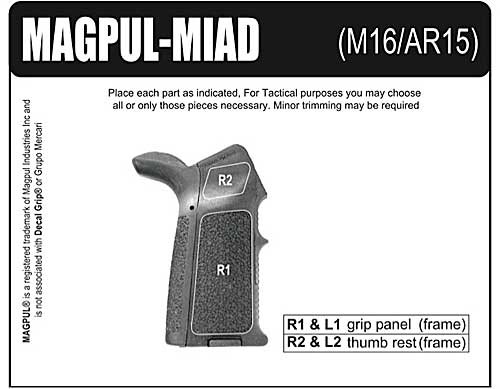 MAGPUL-MIAD
(M16/AR15)
Place each part as indicated, For Tactical purposes you may choose
all or only those pieces necessary. Minor trimming may be required
MAGPUL® is a registered trademark of Magpul Industries Inc and
is not associated with Decal Grip® or Grupo Mercari
R2
R1
R1 & L1 grip panel (frame)
R2 & L2 thumb rest (frame)